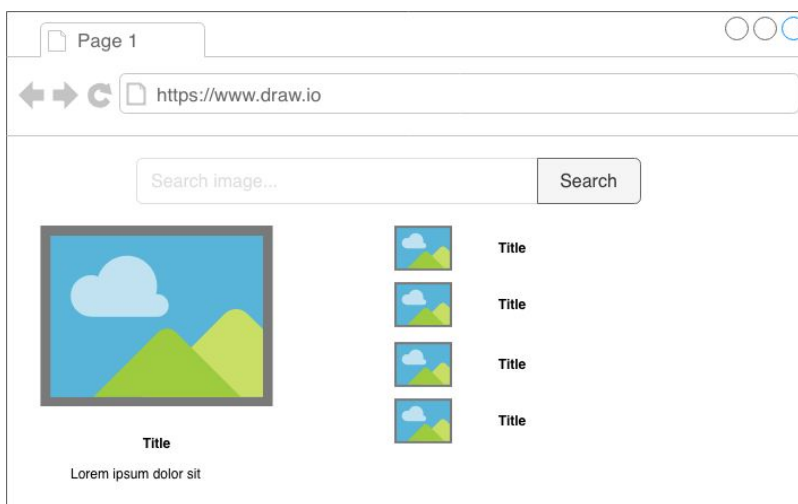 Page 1
https://www.draw.io
Search image...
Search
Title
Title
Title
Title
Title
Lorem ipsum dolor sit